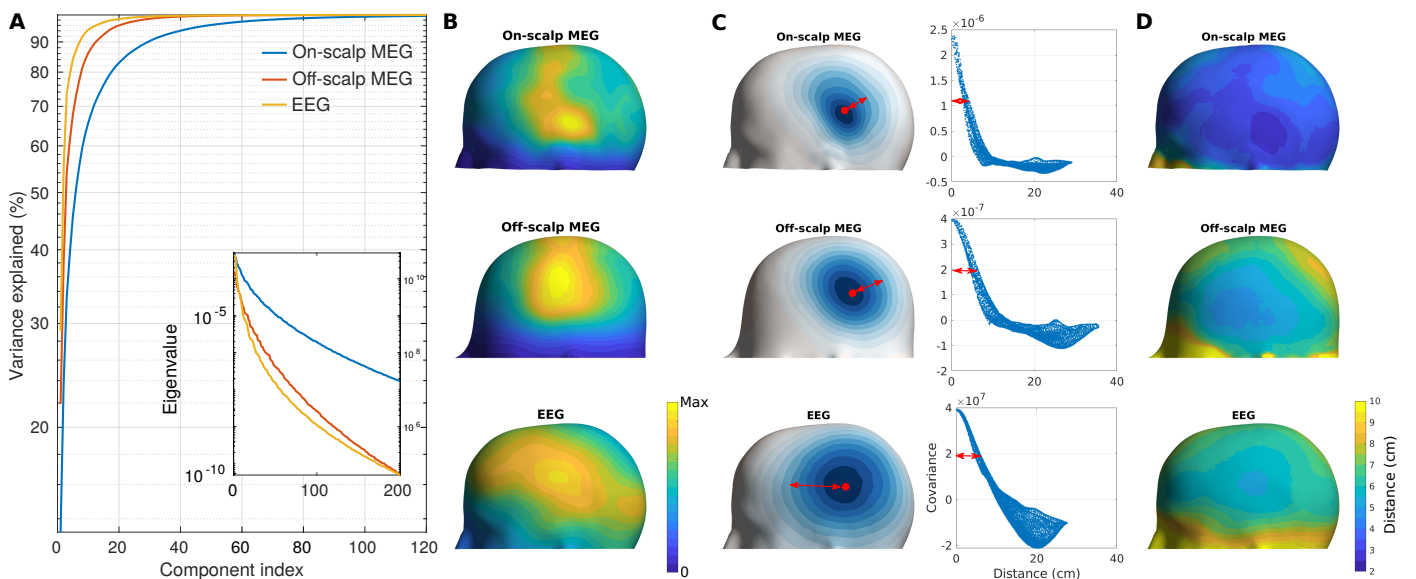 A
Variance explained (%)
90
80
70
60
50
40
30
20
On-scalp MEG
Off-scalp MEG
EEG
Eigenvalue
10^-5
10^-10
10^10
10^8
10^6
0 100 200
0 20 40 60 80 100 120
Component index
B
On-scalp MEG
Off-scalp MEG
EEG
Max
0
C
On-scalp MEG
×10^-6
2.5
2
1.5
1
0.5
0
-0.5
0 20 40
Off-scalp MEG
×10^-7
4
3
2
1
0
-1
-2
0 20 40
EEG
×10^7
Covariance
4
2
0
-2
0 20 40
Distance (cm)
D
On-scalp MEG
Off-scalp MEG
EEG
10
9
8
7
6
5
4
3
2
Distance (cm)